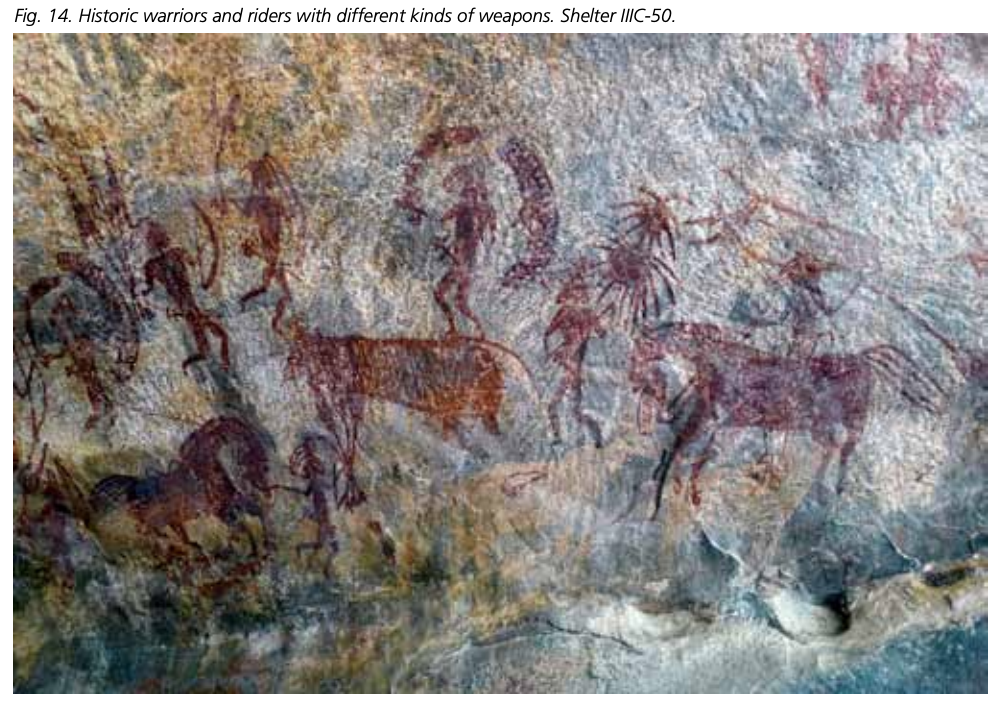 Fig. 14. Historic warriors and riders with different kinds of weapons. Shelter IIIC-50.